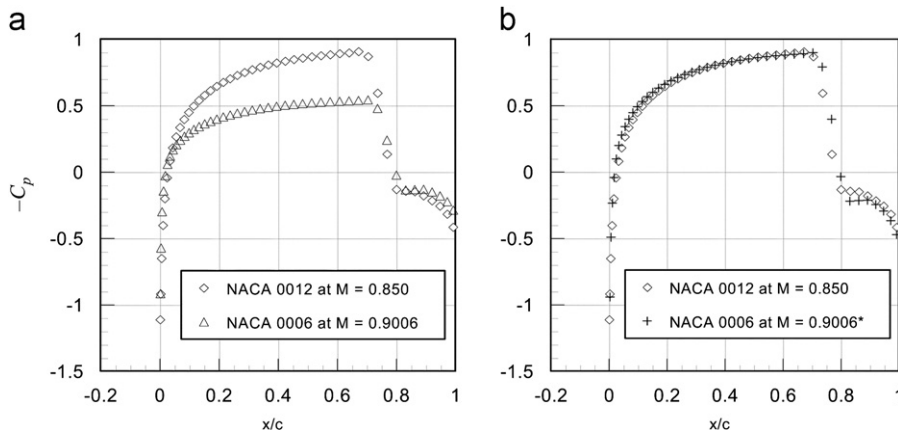 a
1
0.5
0
-0.5
-1
-1.5
−Cp
-0.2 0 0.2 0.4 0.6 0.8 1
x/c
NACA 0012 at M = 0.850
NACA 0006 at M = 0.9006
b
1
0.5
0
-0.5
-1
-1.5
-0.2 0 0.2 0.4 0.6 0.8 1
x/c
NACA 0012 at M = 0.850
NACA 0006 at M = 0.9006*